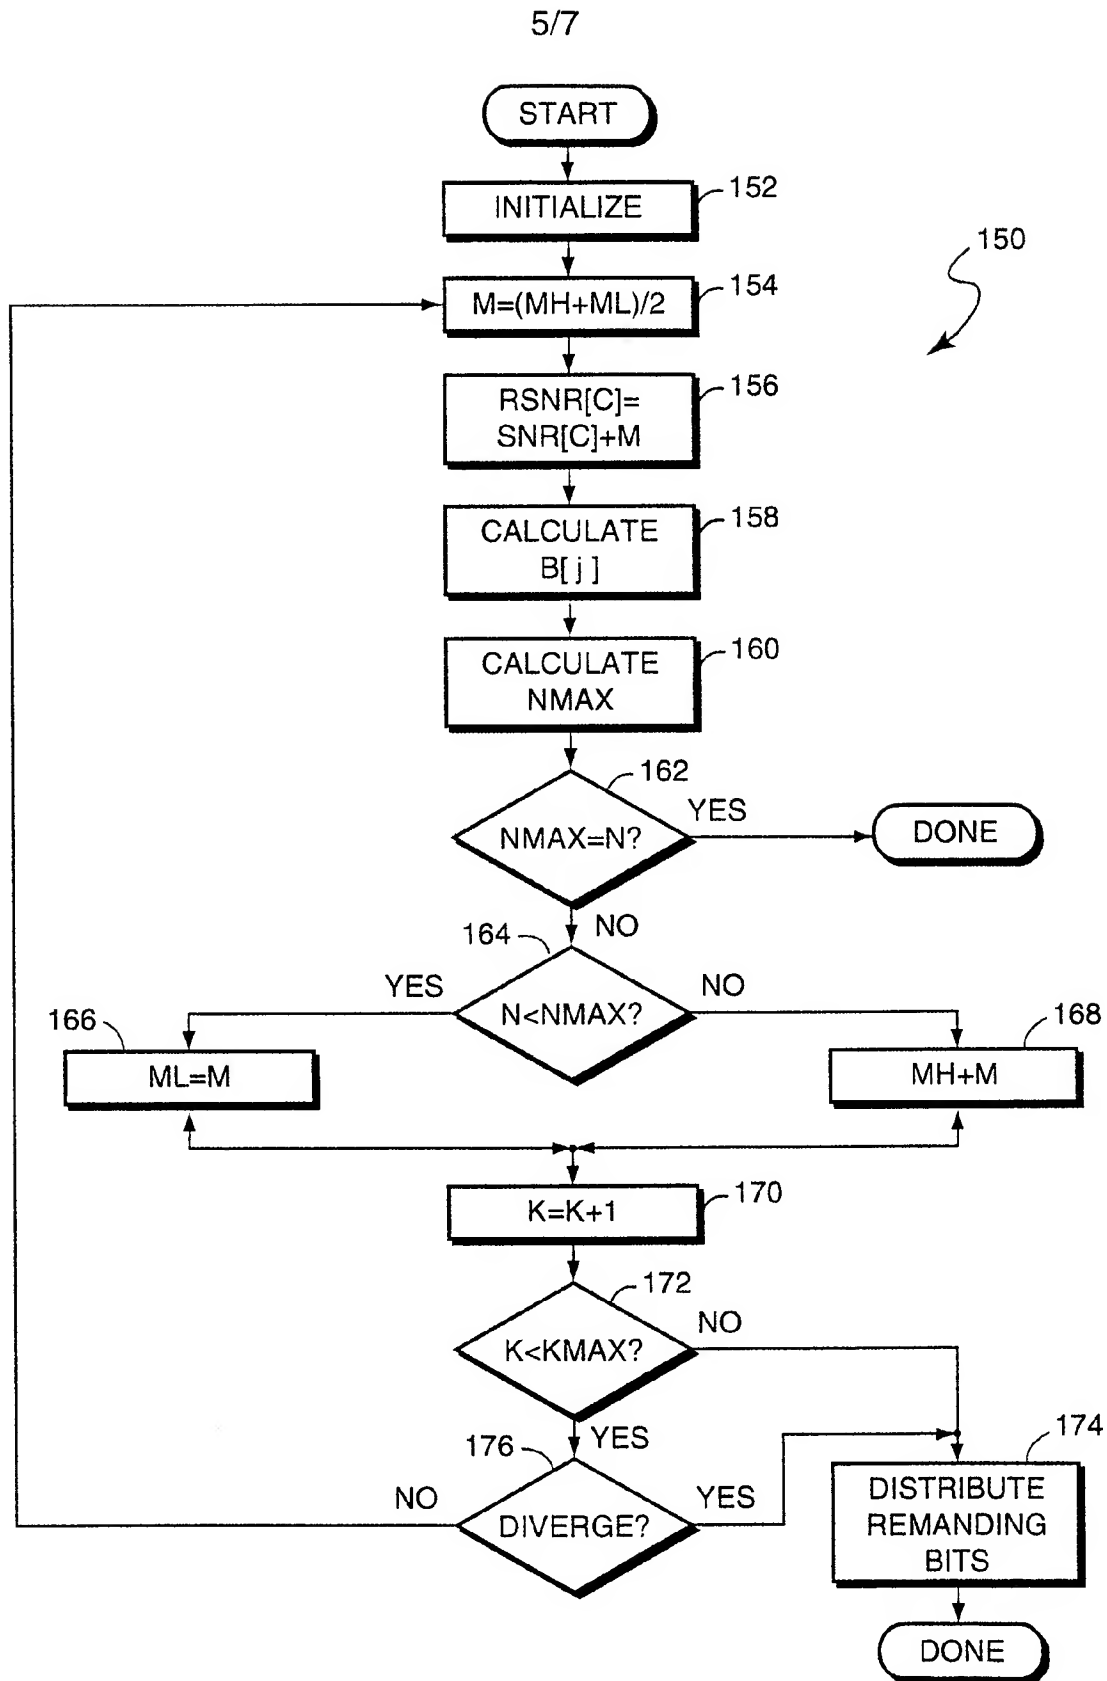 5/7
START
INITIALIZE
152
150
M=(MH+ML)/2
154
RSNR[C]=
SNR[C]+M
156
CALCULATE
B[ j ]
158
CALCULATE
NMAX
160
162
NMAX=N?
YES
DONE
NO
164
N<NMAX?
YES
NO
166
ML=M
168
MH+M
K=K+1
170
172
K<KMAX?
NO
YES
176
DIVERGE?
NO
YES
174
DISTRIBUTE
REMANDING
BITS
DONE